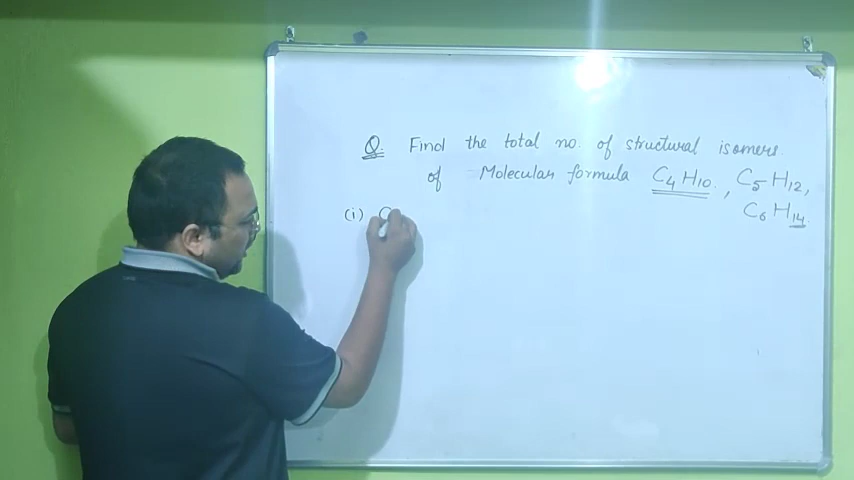 Q. Find the total no. of structural isomers.
of Molecular formula C₄H₁₀., C₅H₁₂,
C₆H₁₄.
(i) C